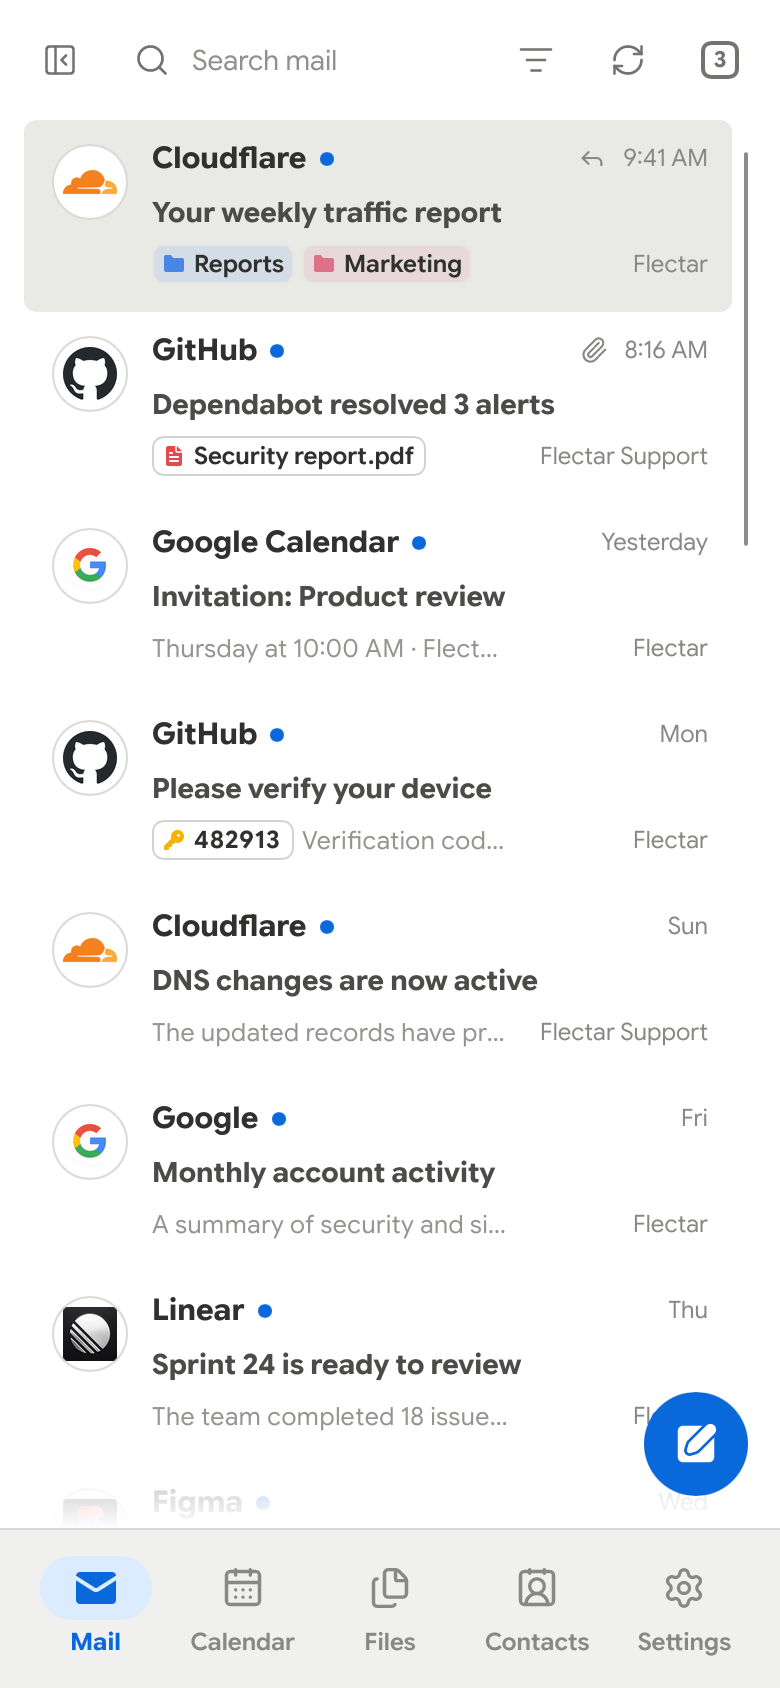 Search mail
3
Cloudflare
9:41 AM
Your weekly traffic report
Reports Marketing Flectar
GitHub
8:16 AM
Dependabot resolved 3 alerts
Security report.pdf Flectar Support
Google Calendar Yesterday
Invitation: Product review
Thursday at 10:00 AM · Flect... Flectar
GitHub Mon
Please verify your device
482913 Verification cod... Flectar
Cloudflare Sun
DNS changes are now active
The updated records have pr... Flectar Support
Google Fri
Monthly account activity
A summary of security and si... Flectar
Linear Thu
Sprint 24 is ready to review
The team completed 18 issue...
Figma Wed
Mail Calendar Files Contacts Settings